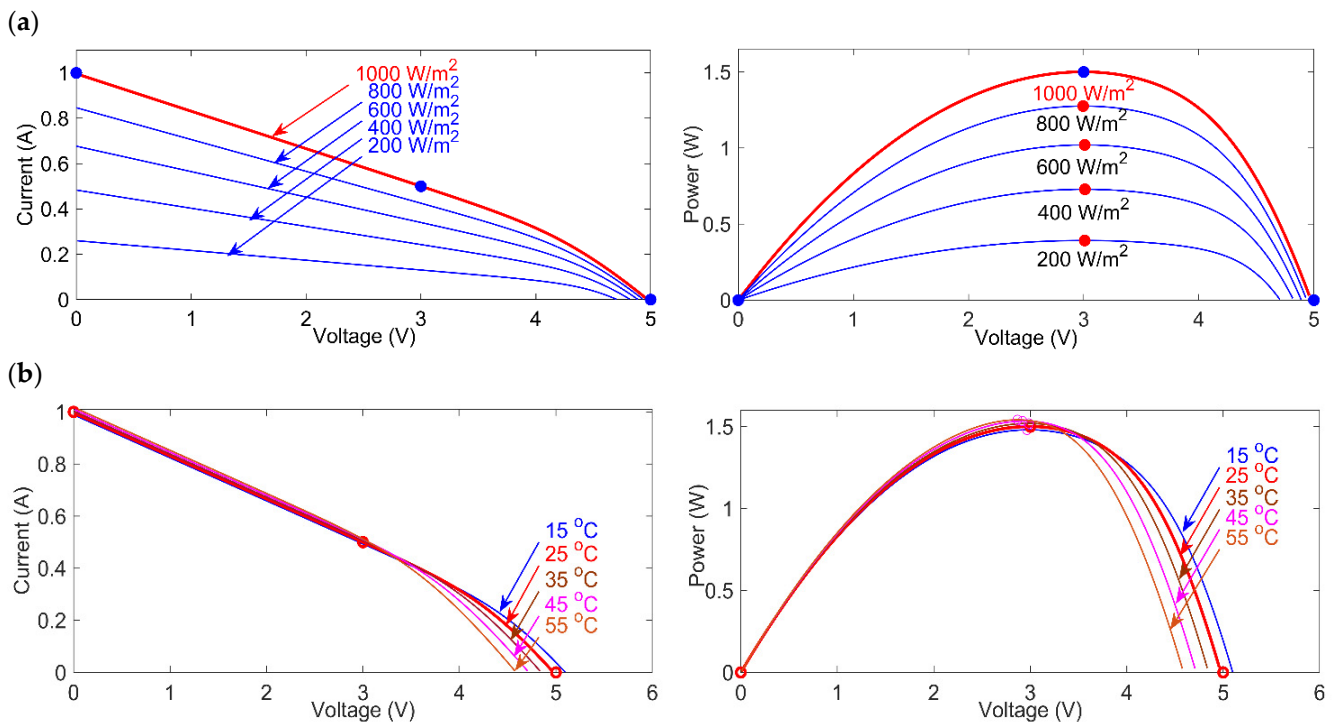 (a)
1
0.8
0.6
0.4
0.2
0
Current (A)
1000 W/m2
800 W/m2
600 W/m2
400 W/m2
200 W/m2
0 1 2 3 4 5
Voltage (V)
1.5
1
0.5
0
Power (W)
1000 W/m2
800 W/m2
600 W/m2
400 W/m2
200 W/m2
0 1 2 3 4 5
Voltage (V)
(b)
1
0.8
0.6
0.4
0.2
0
Current (A)
15 oC
25 oC
35 oC
45 oC
55 oC
0 1 2 3 4 5 6
Voltage (V)
1.5
1
0.5
0
Power (W)
15 oC
25 oC
35 oC
45 oC
55 oC
0 1 2 3 4 5 6
Voltage (V)